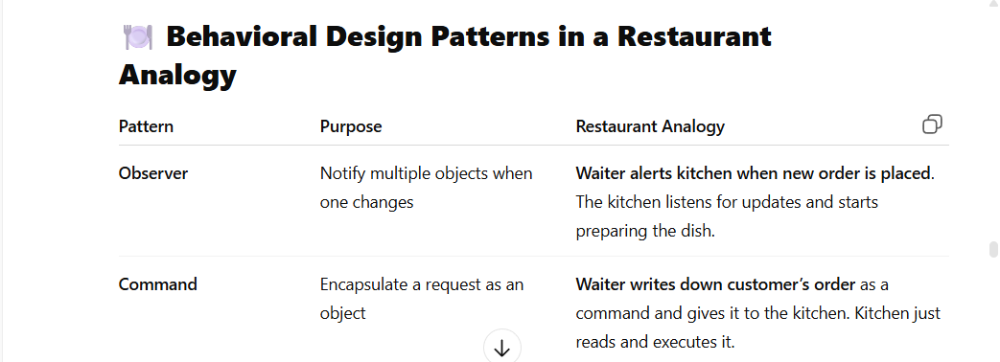 🍽️ Behavioral Design Patterns in a Restaurant
Analogy
Pattern Purpose Restaurant Analogy
Observer Notify multiple objects when Waiter alerts kitchen when new order is placed.
one changes The kitchen listens for updates and starts
preparing the dish.
Command Encapsulate a request as an Waiter writes down customer’s order as a
object command and gives it to the kitchen. Kitchen just
reads and executes it.